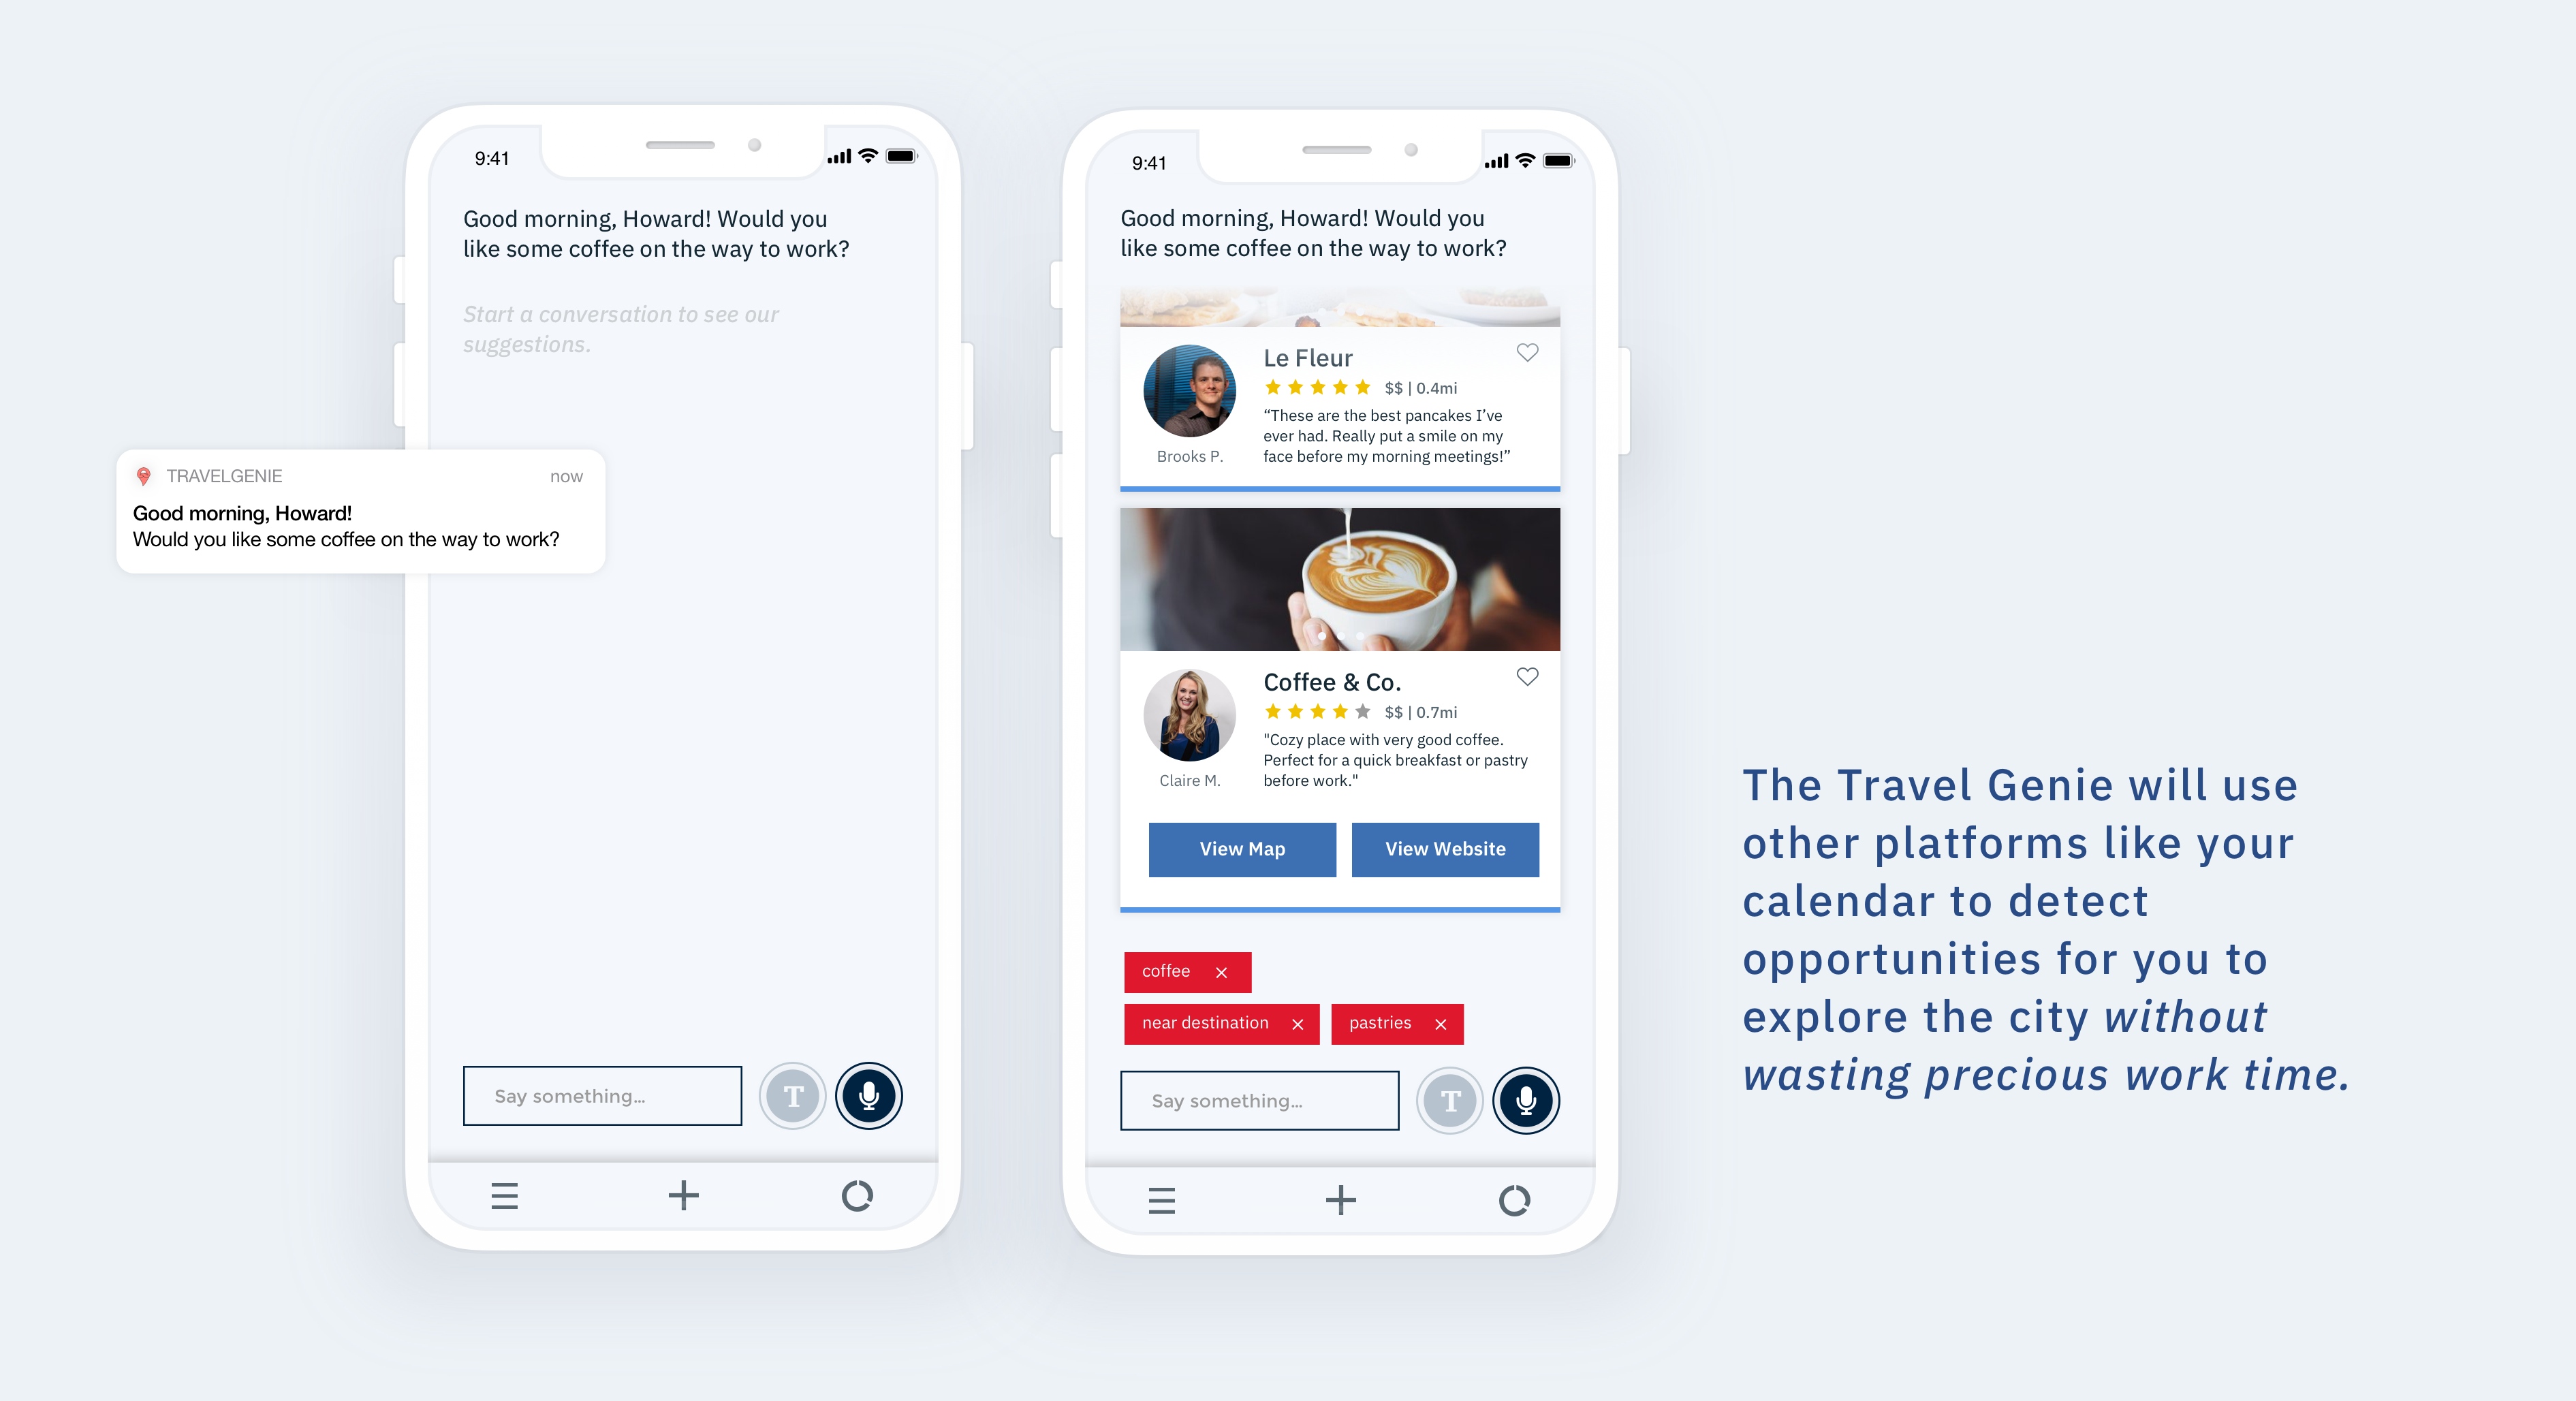 9:41
Good morning, Howard! Would you
like some coffee on the way to work?
Start a conversation to see our
suggestions.
TRAVELGENIE now
Good morning, Howard!
Would you like some coffee on the way to work?
Say something...
T
9:41
Good morning, Howard! Would you
like some coffee on the way to work?
Le Fleur
$$ | 0.4mi
“These are the best pancakes I’ve
ever had. Really put a smile on my
face before my morning meetings!”
Brooks P.
Coffee & Co.
$$ | 0.7mi
"Cozy place with very good coffee.
Perfect for a quick breakfast or pastry
before work."
Claire M.
View Map View Website
coffee ×
near destination × pastries ×
Say something...
T
The Travel Genie will use
other platforms like your
calendar to detect
opportunities for you to
explore the city without
wasting precious work time.